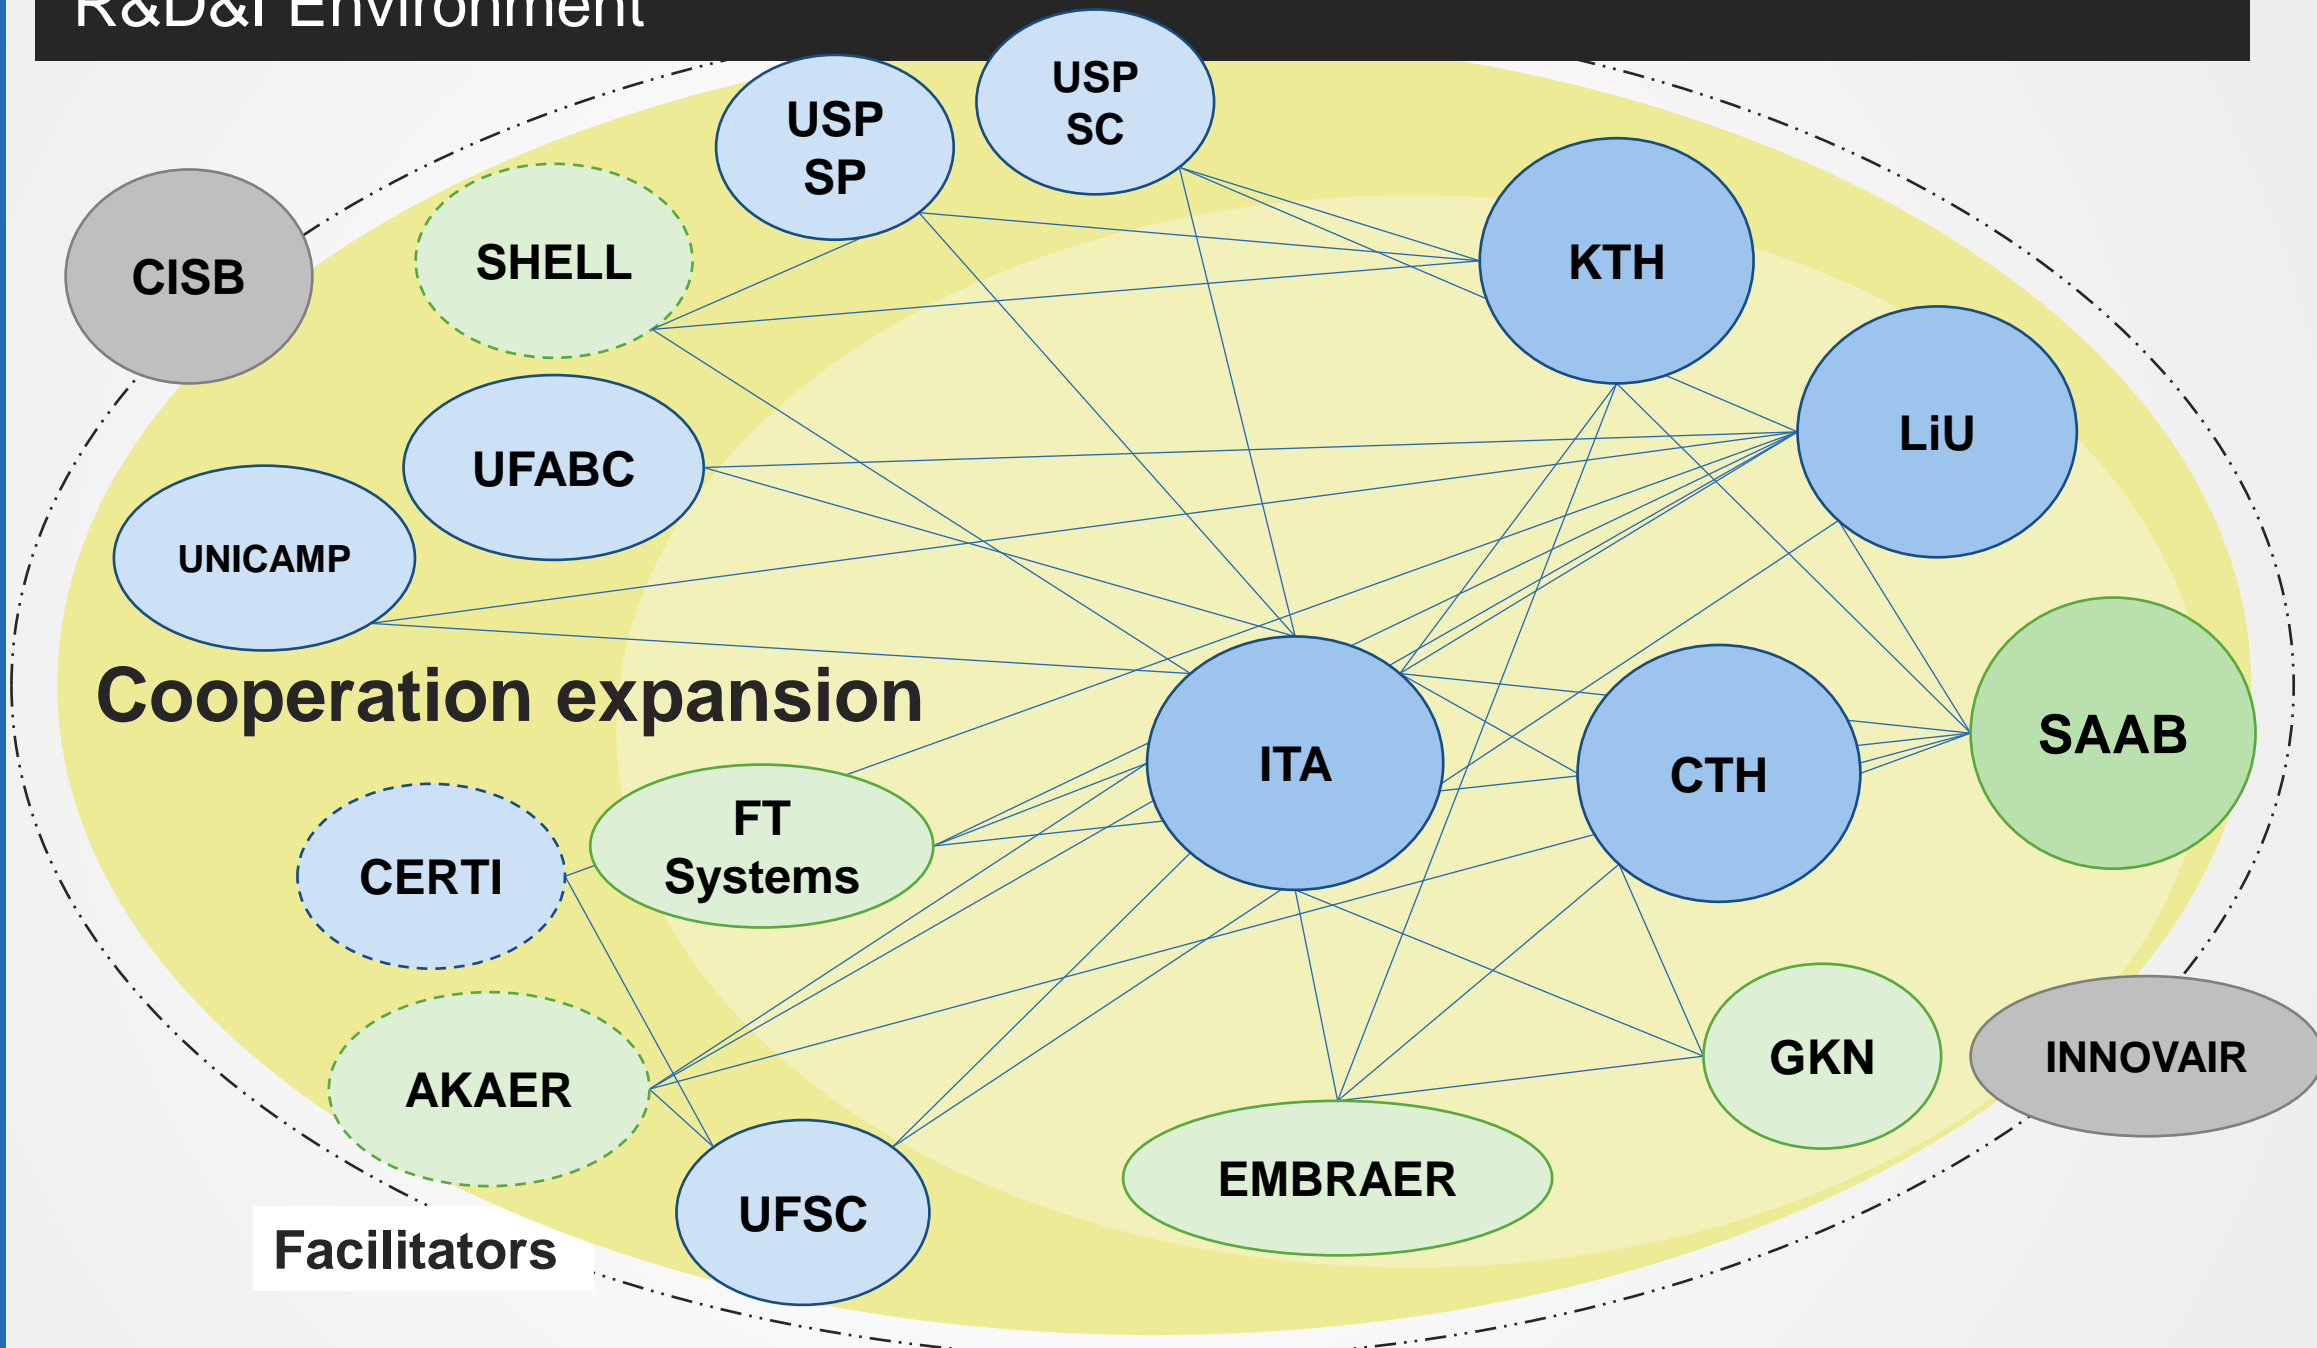 R&D&I Environment
USP
SC
USP
SP
SHELL
KTH
CISB
LiU
UFABC
UNICAMP
Cooperation expansion
SAAB
ITA
CTH
FT
Systems
CERTI
GKN
INNOVAIR
AKAER
EMBRAER
UFSC
Facilitators